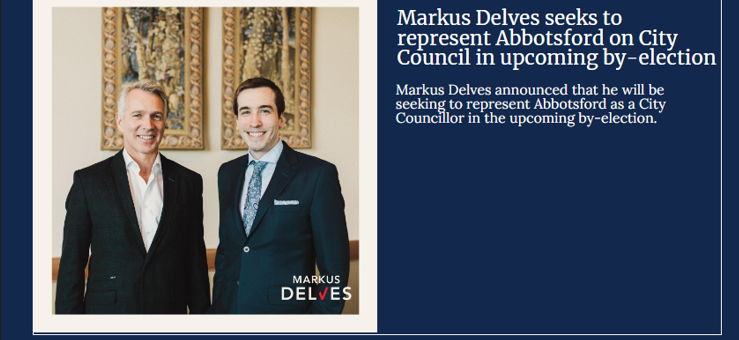 Markus Delves seeks to
represent Abbotsford on City
Council in upcoming by-election
Markus Delves announced that he will be
seeking to represent Abbotsford as a City
Councillor in the upcoming by-election.
MARKUS
DELVES